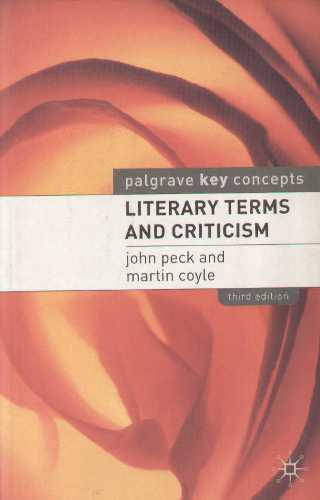 palgrave key concepts
LITERARY TERMS
AND CRITICISM
john peck and
martin coyle
third edition